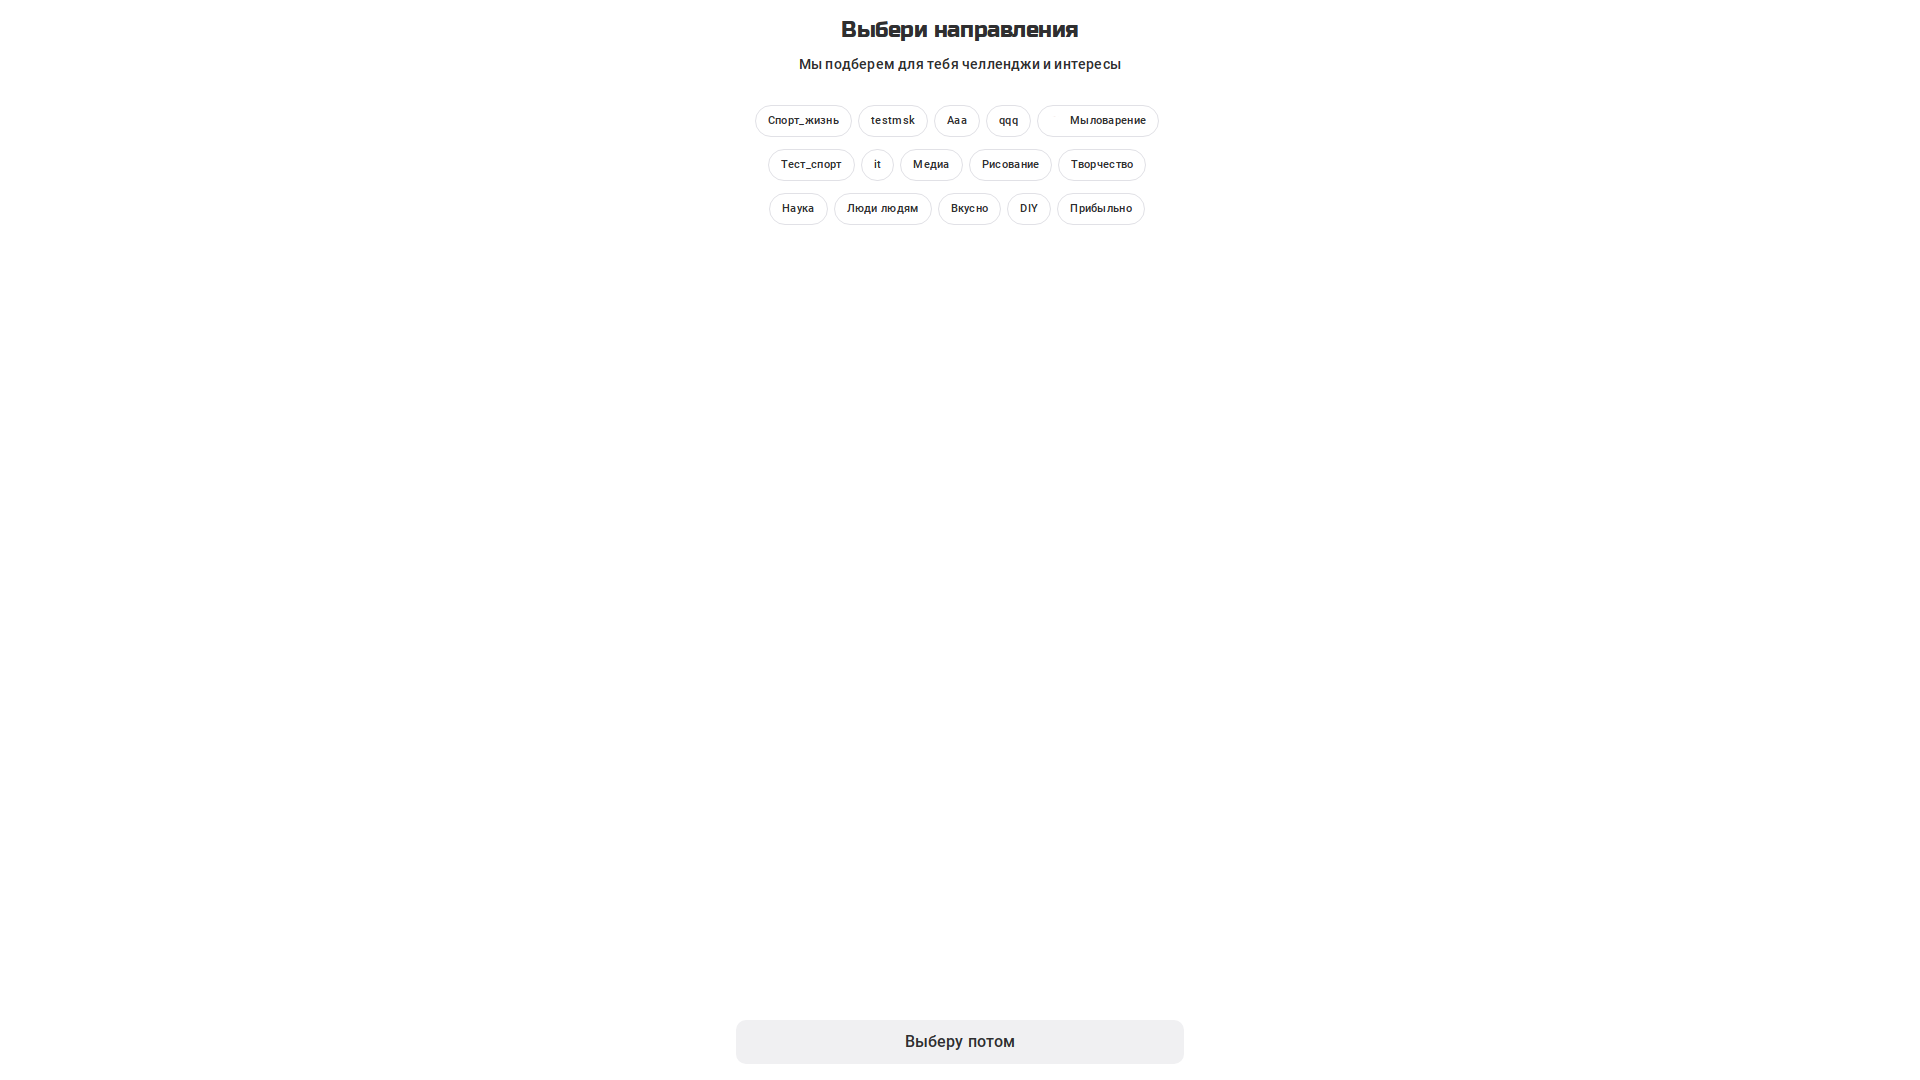 Выбери направления
Мы подберем для тебя челленджи и интересы
Спорт_жизнь testmsk Ааа qqq Мыловарение
Тест_спорт it Медиа Рисование Творчество
Наука Люди людям Вкусно DIY Прибыльно
Выберу потом